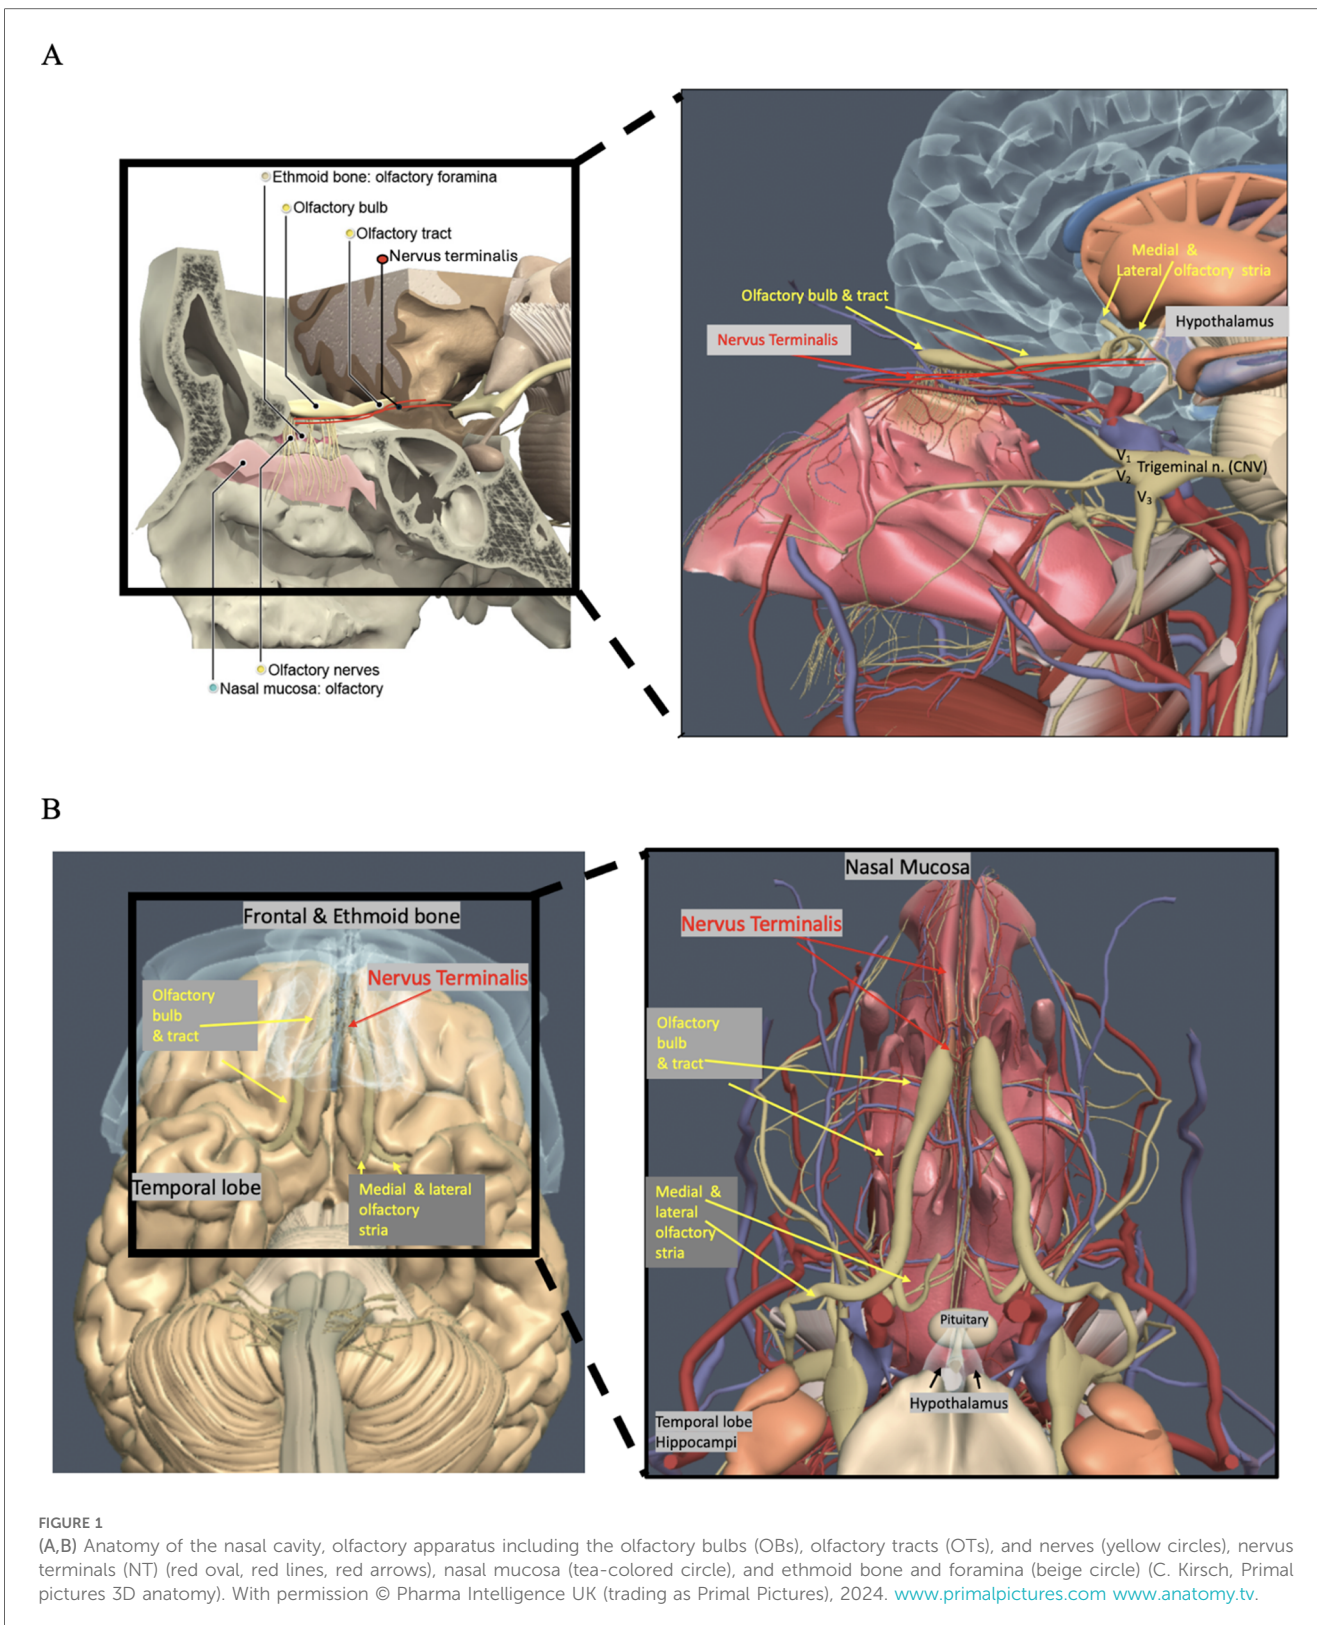 A
Ethmoid bone: olfactory foramina
Olfactory bulb
Olfactory tract
Nervus terminalis
Olfactory nerves
Nasal mucosa: olfactory
Medial &
Lateral olfactory stria
Olfactory bulb & tract
Hypothalamus
Nervus Terminalis
V1
V2
Trigeminal n. (CNV)
V3
B
Frontal & Ethmoid bone
Nervus Terminalis
Olfactory
bulb
& tract
Temporal lobe
Medial & lateral
olfactory
stria
Nasal Mucosa
Nervus Terminalis
Olfactory
bulb
& tract
Medial &
lateral
olfactory
stria
Pituitary
Hypothalamus
Temporal lobe
Hippocampi
FIGURE 1
(A,B) Anatomy of the nasal cavity, olfactory apparatus including the olfactory bulbs (OBs), olfactory tracts (OTs), and nerves (yellow circles), nervus
terminals (NT) (red oval, red lines, red arrows), nasal mucosa (tea-colored circle), and ethmoid bone and foramina (beige circle) (C. Kirsch, Primal
pictures 3D anatomy). With permission © Pharma Intelligence UK (trading as Primal Pictures), 2024. www.primalpictures.com www.anatomy.tv.